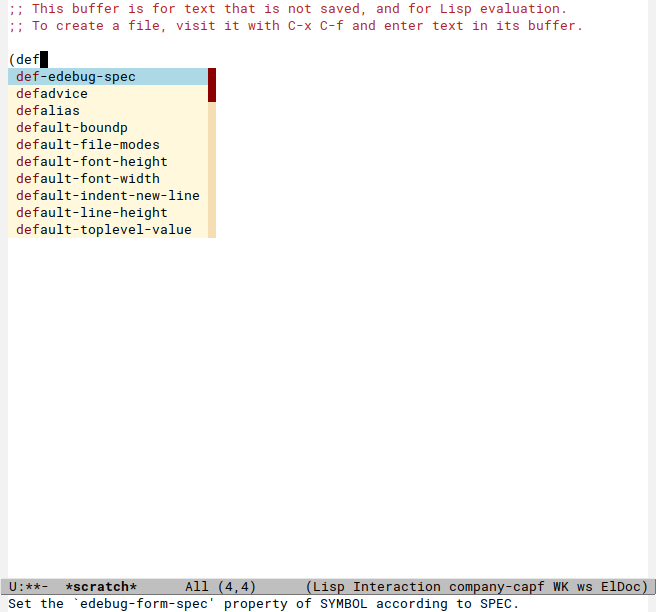 ;; This buffer is for text that is not saved, and for Lisp evaluation.
;; To create a file, visit it with C-x C-f and enter text in its buffer.
(def
def-edebug-spec
defadvice
defalias
default-boundp
default-file-modes
default-font-height
default-font-width
default-indent-new-line
default-line-height
default-toplevel-value
U:**-  *scratch*      All (4,4)      (Lisp Interaction company-capf WK ws ElDoc)
Set the `edebug-form-spec' property of SYMBOL according to SPEC.